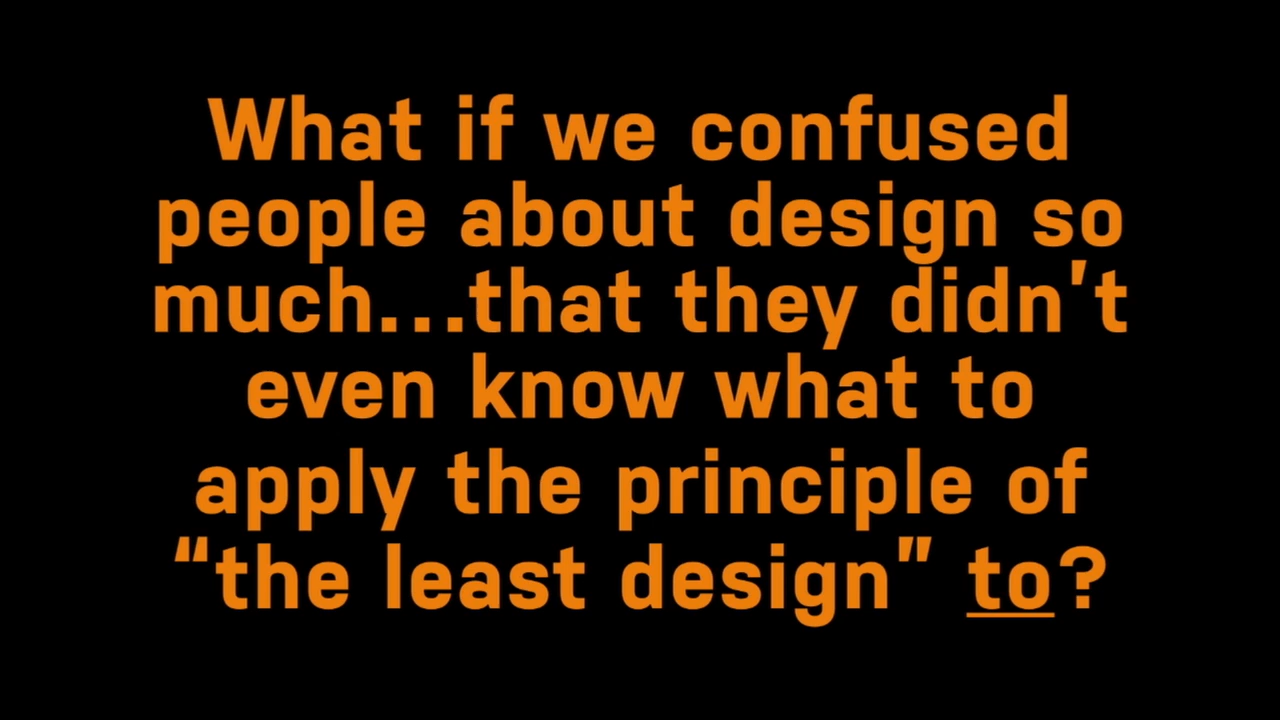 What if we confused
people about design so
much...that they didn't
even know what to
apply the principle of
“the least design” to?